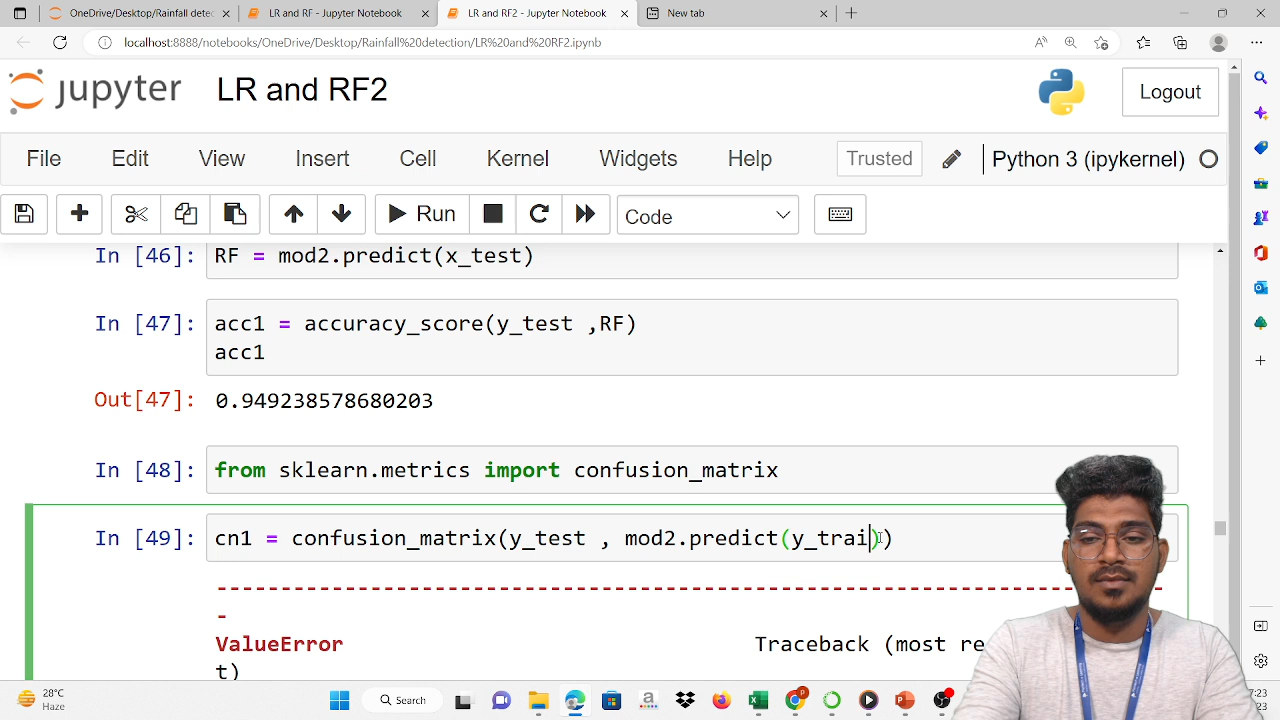 OneDrive/Desktop/Rainfall detec
LR and RF - Jupyter Notebook
LR and RF2 - Jupyter Notebook
New tab
localhost:8888/notebooks/OneDrive/Desktop/Rainfall%20detection/LR%20and%20RF2.ipynb
jupyter LR and RF2
Logout
File Edit View Insert Cell Kernel Widgets Help
Trusted
Python 3 (ipykernel)
Run
Code
In [46]: RF = mod2.predict(x_test)
In [47]: acc1 = accuracy_score(y_test ,RF)
acc1
Out[47]: 0.949238578680203
In [48]: from sklearn.metrics import confusion_matrix
In [49]: cn1 = confusion_matrix(y_test , mod2.predict(y_trai))
---------------------------------------------------------------------------
-
ValueError Traceback (most re
t)
28°C
Haze
Search